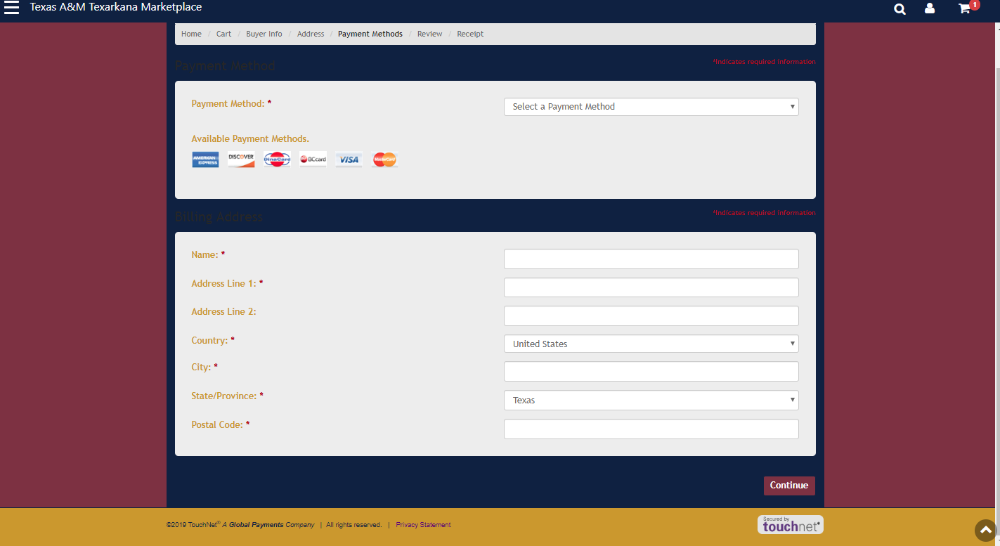 Texas A&M Texarkana Marketplace
1
Home / Cart / Buyer Info / Address / Payment Methods / Review / Receipt
Payment Method
*Indicates required information
Payment Method: *
Select a Payment Method
Available Payment Methods.
AMERICAN EXPRESS
DISCOVER
DinaCard
BCcard
VISA
MasterCard
Billing Address
*Indicates required information
Name: *
Address Line 1: *
Address Line 2:
Country: *
United States
City: *
State/Province: *
Texas
Postal Code: *
Continue
©2019 TouchNet® A Global Payments Company | All rights reserved. | Privacy Statement
Secured by
touchnet®